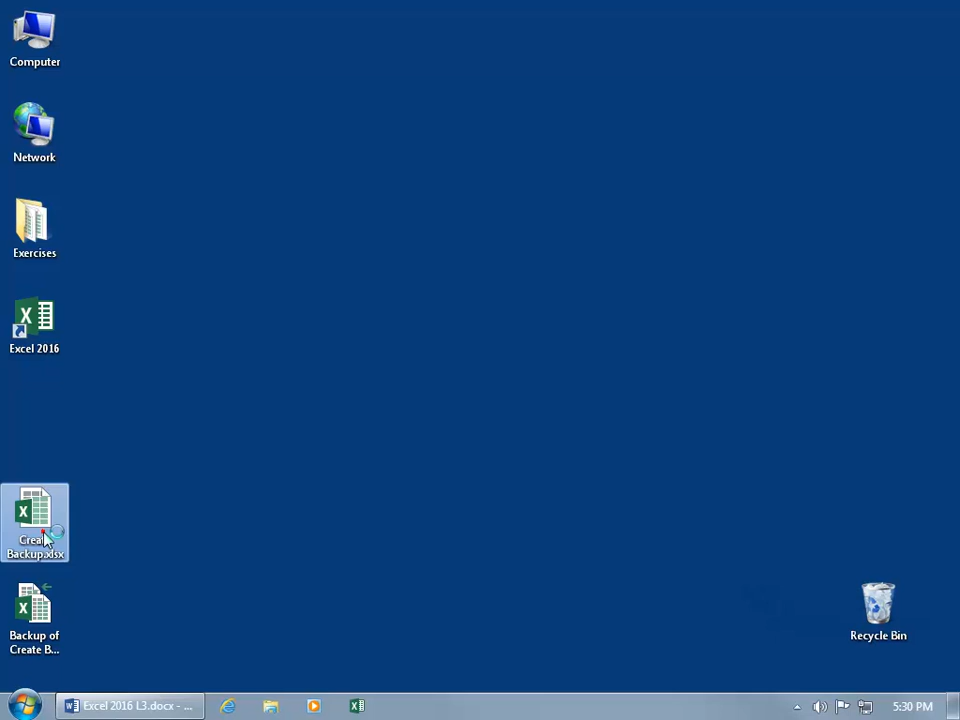 Computer
Network
Exercises
Excel 2016
Create
Backup.xlsx
Backup of
Create B...
Recycle Bin
Excel 2016 L3.docx - ...
5:30 PM